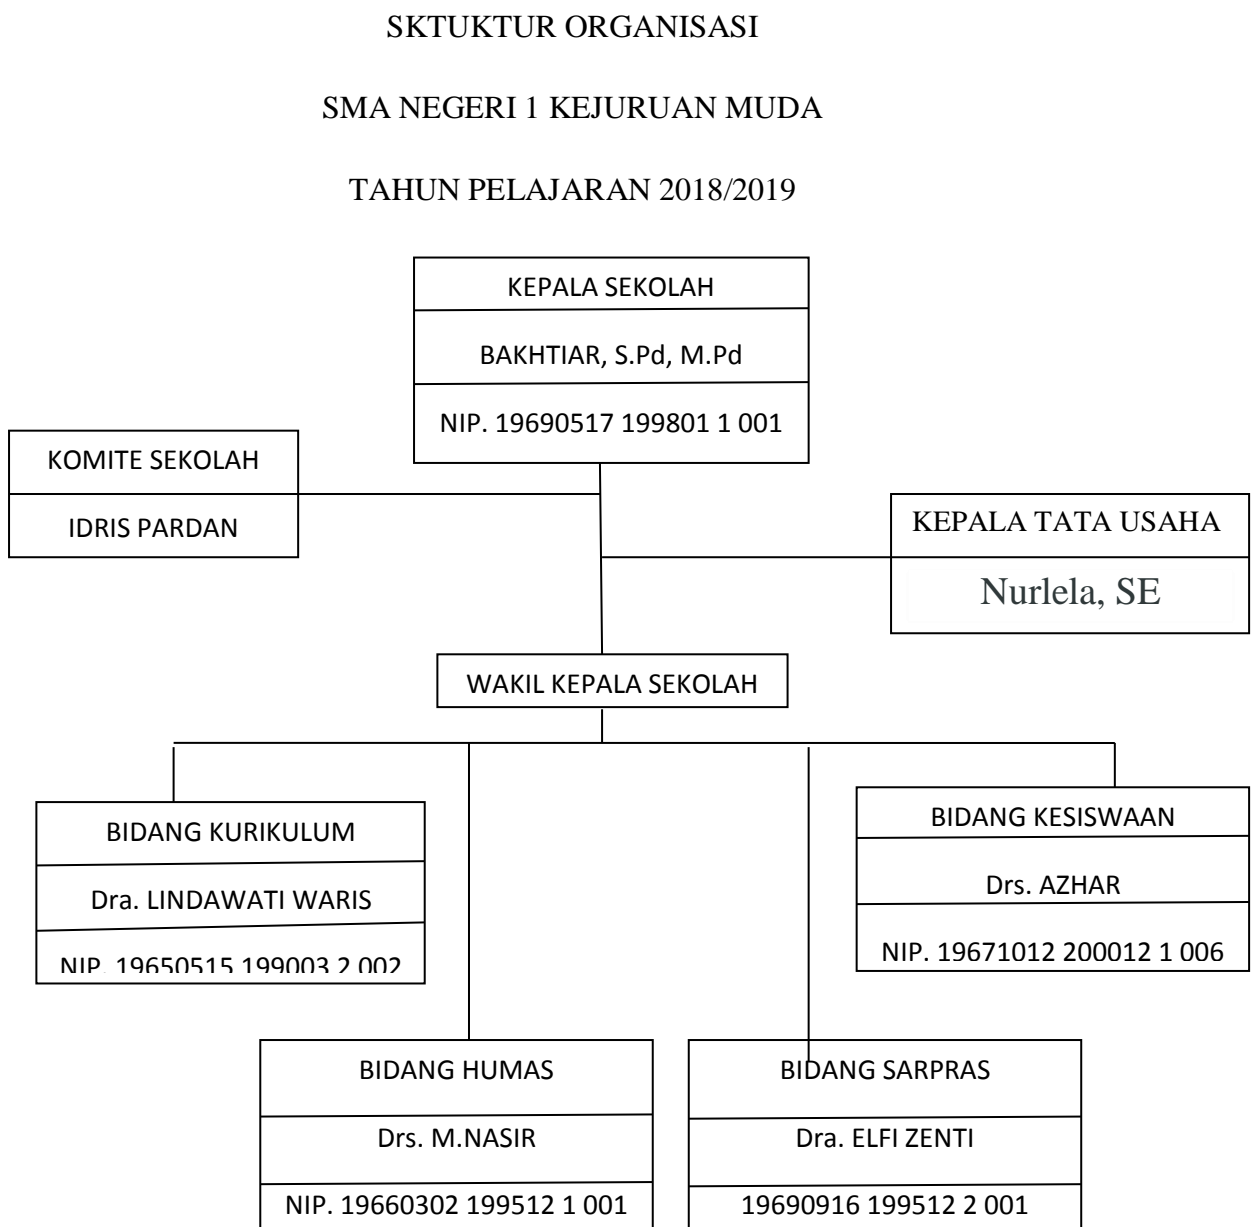 SKTUKTUR ORGANISASI
SMA NEGERI 1 KEJURUAN MUDA
TAHUN PELAJARAN 2018/2019
KEPALA SEKOLAH
BAKHTIAR, S.Pd, M.Pd
NIP. 19690517 199801 1 001
KOMITE SEKOLAH
IDRIS PARDAN
KEPALA TATA USAHA
Nurlela, SE
WAKIL KEPALA SEKOLAH
BIDANG KURIKULUM
Dra. LINDAWATI WARIS
NIP. 19650515 199003 2 002
BIDANG KESISWAAN
Drs. AZHAR
NIP. 19671012 200012 1 006
BIDANG HUMAS
Drs. M.NASIR
NIP. 19660302 199512 1 001
BIDANG SARPRAS
Dra. ELFI ZENTI
19690916 199512 2 001